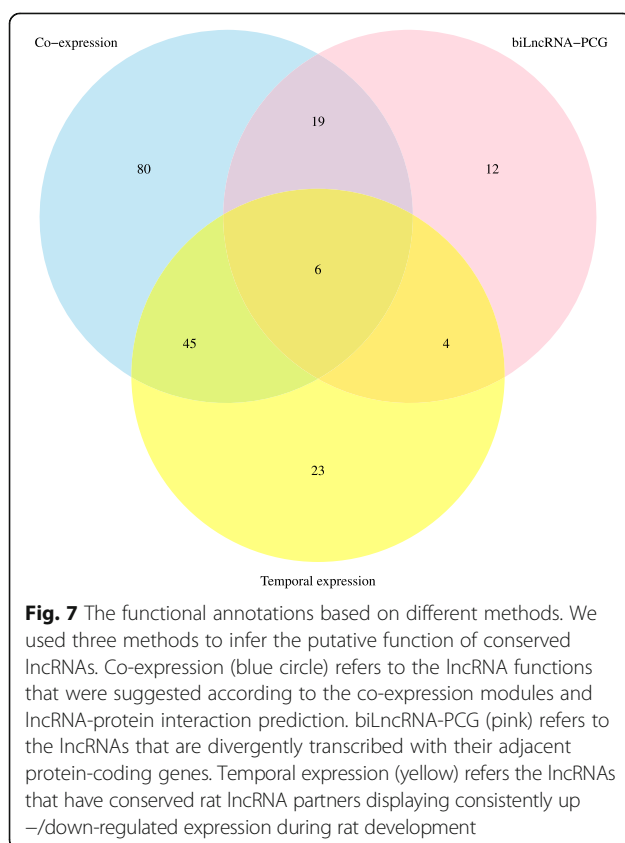 Co−expression
biLncRNA−PCG
19
80
12
6
45
4
23
Temporal expression
Fig. 7 The functional annotations based on different methods. We
used three methods to infer the putative function of conserved
lncRNAs. Co-expression (blue circle) refers to the lncRNA functions
that were suggested according to the co-expression modules and
lncRNA-protein interaction prediction. biLncRNA-PCG (pink) refers to
the lncRNAs that are divergently transcribed with their adjacent
protein-coding genes. Temporal expression (yellow) refers the lncRNAs
that have conserved rat lncRNA partners displaying consistently up
−/down-regulated expression during rat development